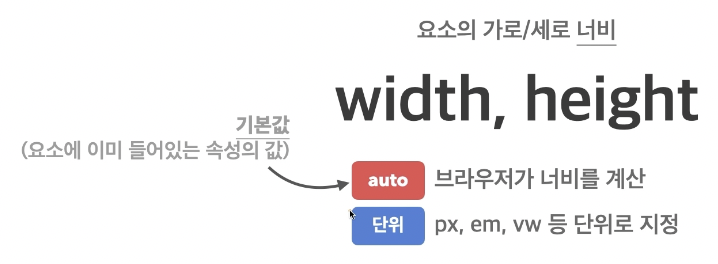 요소의 가로/세로 너비
width, height
기본값
(요소에 이미 들어있는 속성의 값)
auto 브라우저가 너비를 계산
단위 px, em, vw 등 단위로 지정